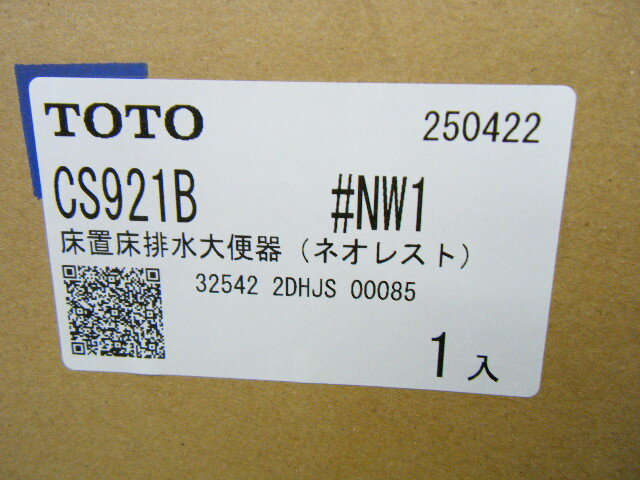 TOTO 250422
CS921B #NW1
床置床排水大便器(ネオレスト)
32542 2DHJS 00085
1入